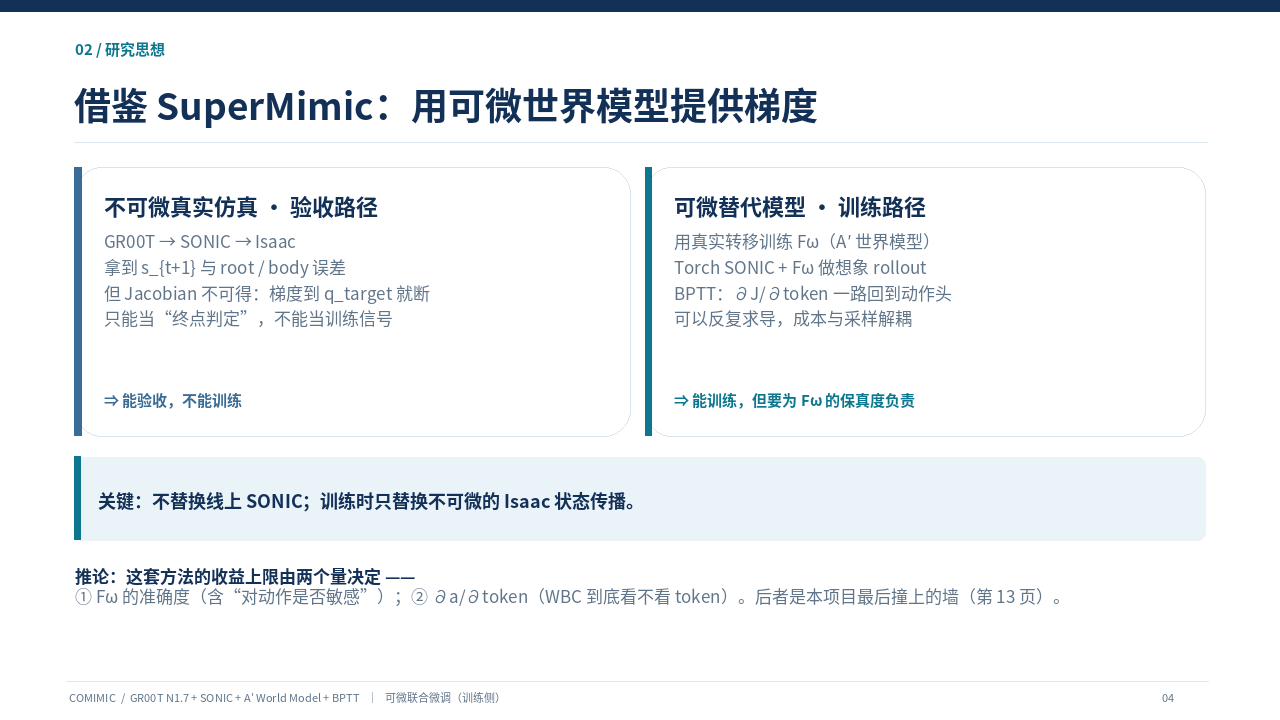 02 / 研究思想
借鉴 SuperMimic：用可微世界模型提供梯度
不可微真实仿真 · 验收路径
GR00T → SONIC → Isaac
拿到 s_{t+1} 与 root / body 误差
但 Jacobian 不可得：梯度到 q_target 就断
只能当“终点判定”，不能当训练信号
⇒ 能验收，不能训练
可微替代模型 · 训练路径
用真实转移训练 Fω（A′ 世界模型）
Torch SONIC + Fω 做想象 rollout
BPTT：∂J/∂token 一路回到动作头
可以反复求导，成本与采样解耦
⇒ 能训练，但要为 Fω 的保真度负责
关键：不替换线上 SONIC；训练时只替换不可微的 Isaac 状态传播。
推论：这套方法的收益上限由两个量决定 ——
① Fω 的准确度（含“对动作是否敏感”）；② ∂a/∂token（WBC 到底看不看 token）。后者是本项目最后撞上的墙（第 13 页）。
COMIMIC / GR00T N1.7 + SONIC + A′ World Model + BPTT ｜ 可微联合微调（训练侧）
04